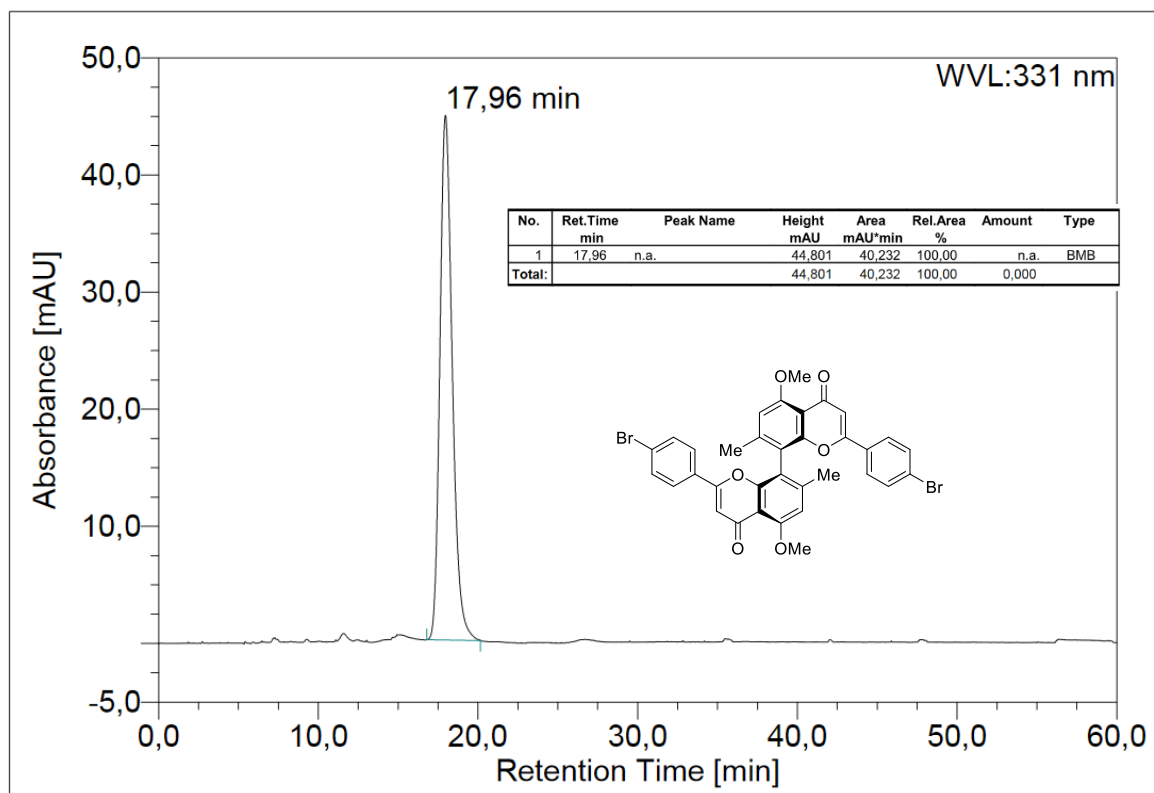 50,0
WVL:331 nm
17,96 min
40,0
No. Ret.Time Peak Name Height Area Rel.Area Amount Type
min mAU mAU*min %
1 17,96 n.a. 44,801 40,232 100,00 n.a. BMB
Total: 44,801 40,232 100,00 0,000
30,0
Absorbance [mAU]
OMe O
20,0
Br Me O
O Me Br
10,0
O OMe
-5,0
0,0 10,0 20,0 30,0 40,0 50,0 60,0
Retention Time [min]